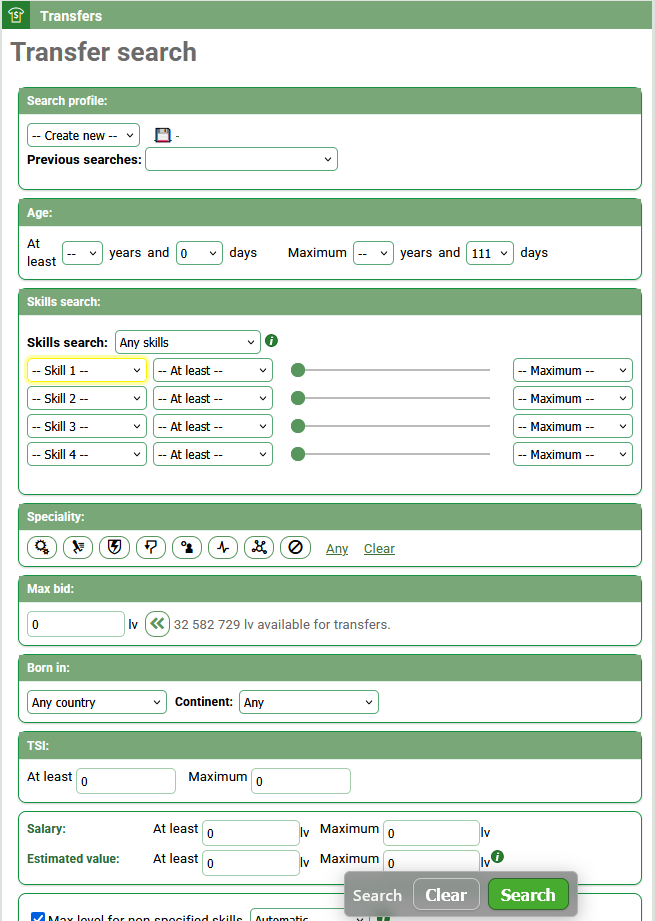 Transfers
Transfer search
Search profile:
-- Create new -- -
Previous searches:
Age:
At least -- years and 0 days Maximum -- years and 111 days
Skills search:
Skills search: Any skills
-- Skill 1 -- -- At least -- -- Maximum --
-- Skill 2 -- -- At least -- -- Maximum --
-- Skill 3 -- -- At least -- -- Maximum --
-- Skill 4 -- -- At least -- -- Maximum --
Speciality:
Any Clear
Max bid:
0 lv 32 582 729 lv available for transfers.
Born in:
Any country Continent: Any
TSI:
At least 0 Maximum 0
Salary: At least 0 lv Maximum 0 lv
Estimated value: At least 0 lv Maximum 0 lv
Search Clear Search
Max level for non specified skills Automatic